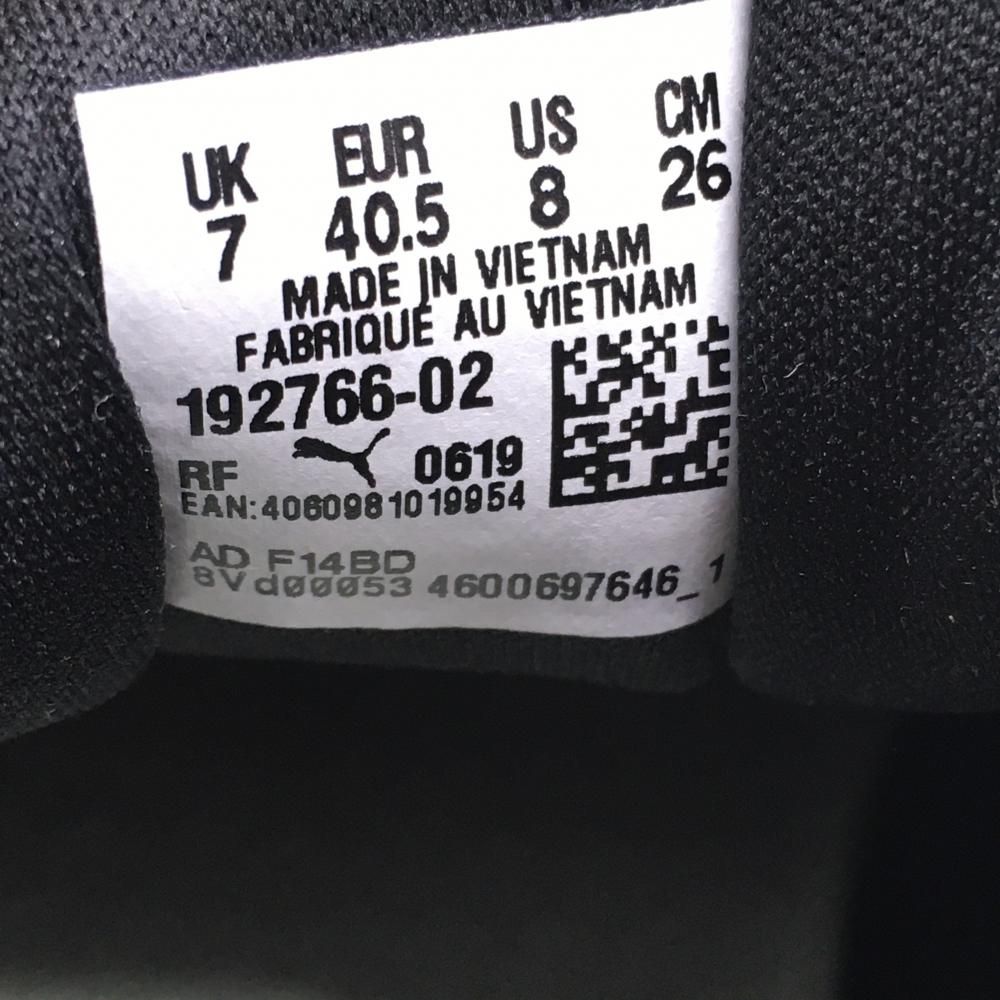 UK EUR US CM
7 40.5 8 26
MADE IN VIETNAM
FABRIQUÉ AU VIETNAM
192766-02
RF 0619
EAN:4060981019954
AD F14BD
8Vd00053 4600697646_1